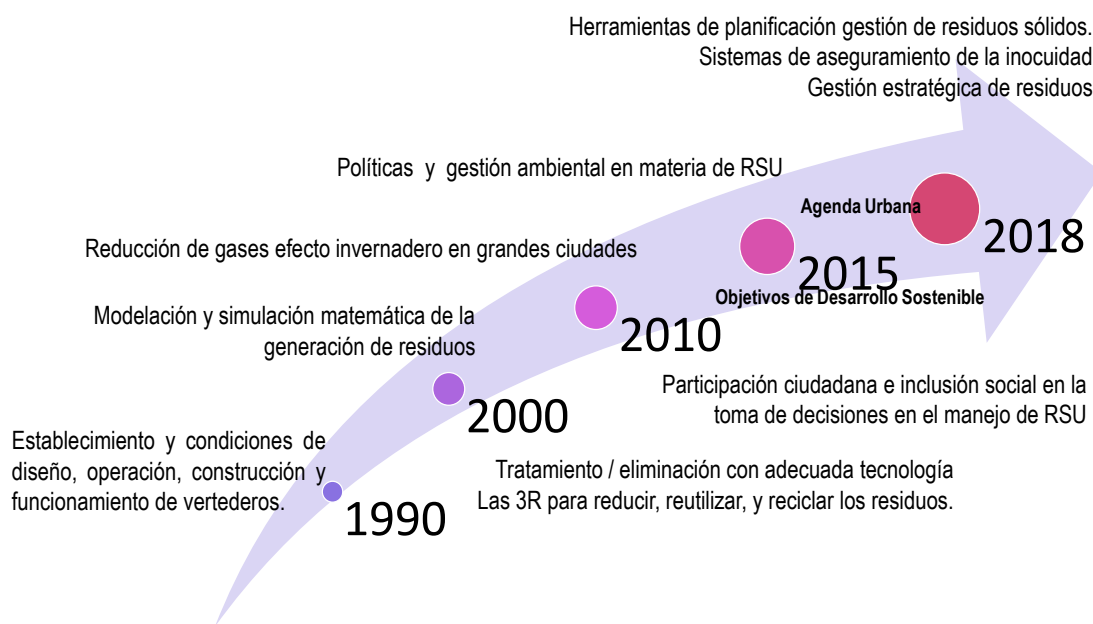 Herramientas de planificación gestión de residuos sólidos.
Sistemas de aseguramiento de la inocuidad
Gestión estratégica de residuos
Políticas y gestión ambiental en materia de RSU
Agenda Urbana
2018
Reducción de gases efecto invernadero en grandes ciudades
2015
Objetivos de Desarrollo Sostenible
Modelación y simulación matemática de la
generación de residuos
2010
Participación ciudadana e inclusión social en la
toma de decisiones en el manejo de RSU
2000
Establecimiento y condiciones de
diseño, operación, construcción y
funcionamiento de vertederos.
Tratamiento / eliminación con adecuada tecnología
Las 3R para reducir, reutilizar, y reciclar los residuos.
1990